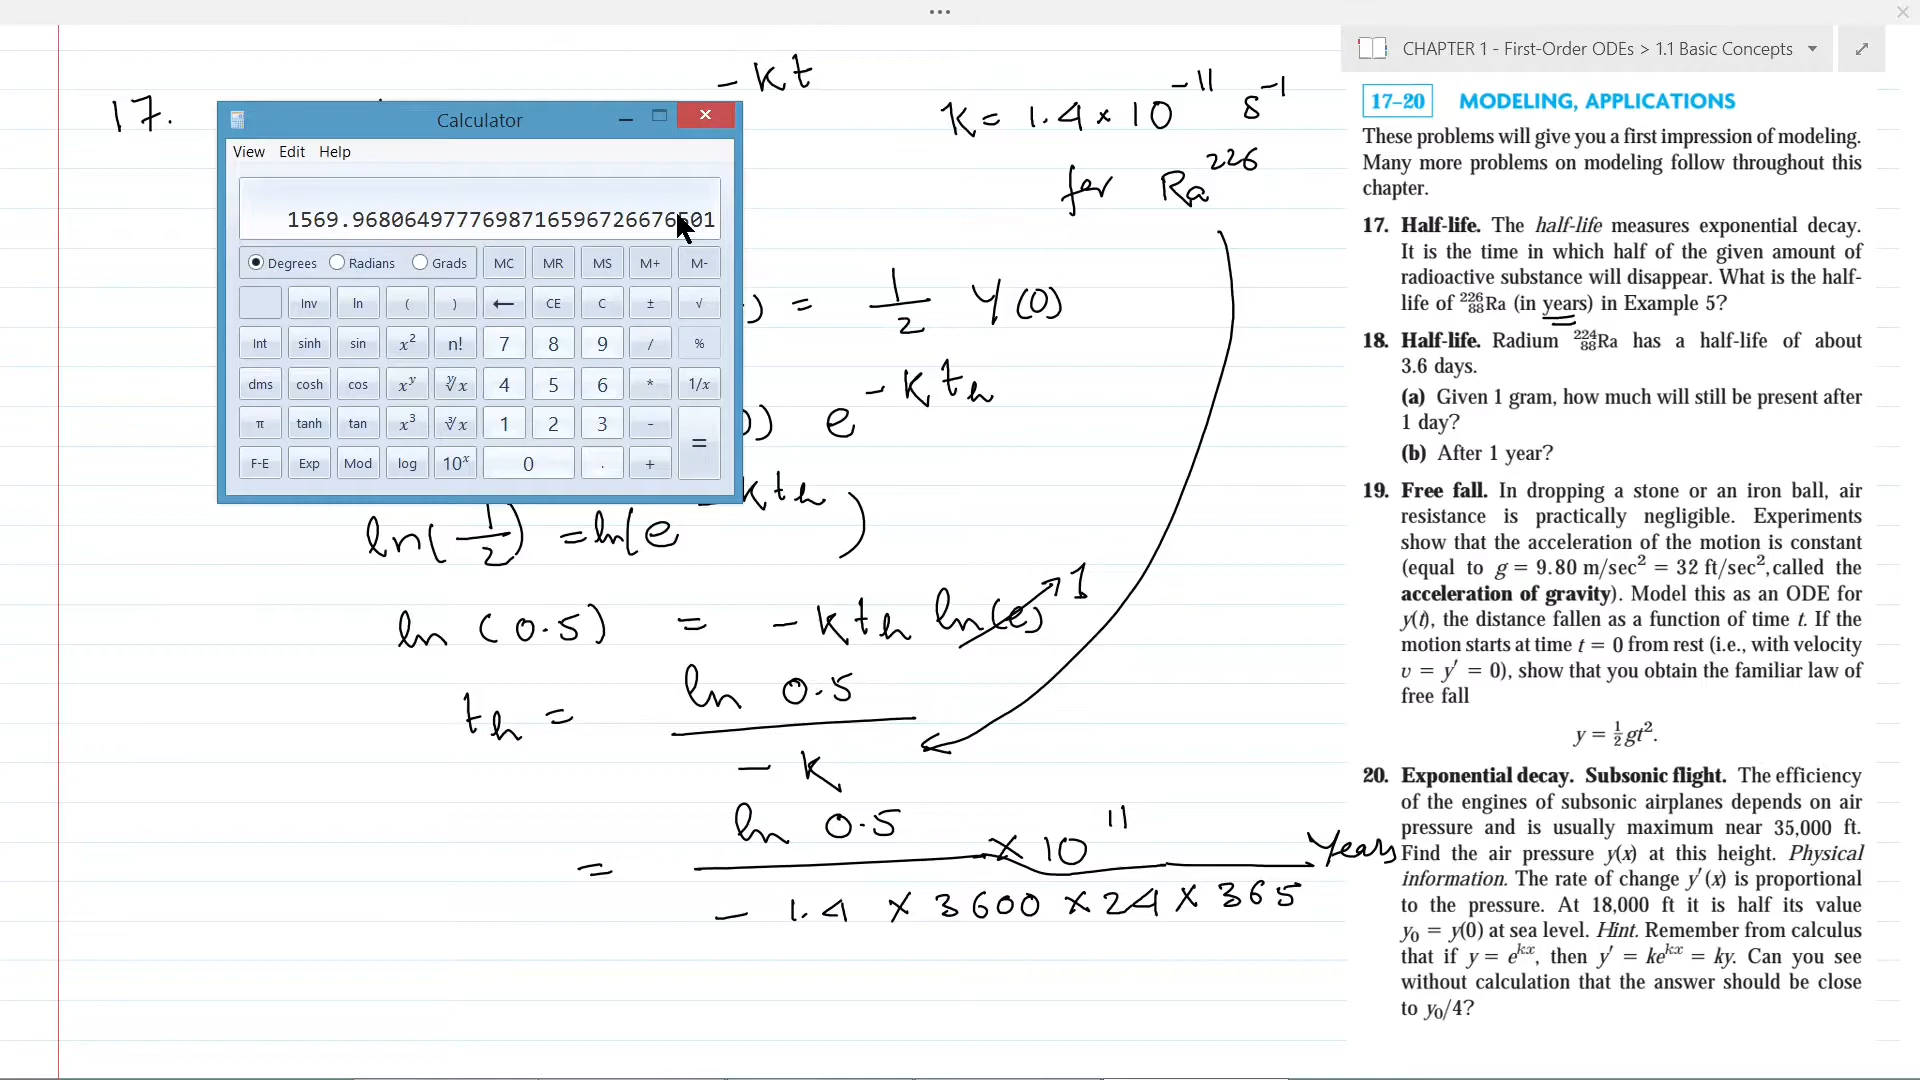 CHAPTER 1 - First-Order ODEs > 1.1 Basic Concepts
17.
- kt
K = 1.4 × 10⁻¹¹ s⁻¹
for Ra²²⁶
Calculator
View Edit Help
1569.9680649777698716596726676501
Degrees Radians Grads MC MR MS M+ M-
Inv ln ( ) ← CE C ± √
Int sinh sin x² n! 7 8 9 / %
dms cosh cos xʸ ʸ√x 4 5 6 * 1/x
π tanh tan x³ ³√x 1 2 3 - =
F-E Exp Mod log 10ˣ 0 . +
) = 1/2 y(0)
)) e^(- k t_h)
ln(1/2) = ln(e^(- k t_h))
ln (0.5) = - k t_h ln(e) 1
t_h = ln 0.5 / - k
= ln 0.5 × 10¹¹ / - 1.4 × 3600 × 24 × 365 Years
17–20 MODELING, APPLICATIONS
These problems will give you a first impression of modeling.
Many more problems on modeling follow throughout this
chapter.
17. Half-life. The half-life measures exponential decay.
It is the time in which half of the given amount of
radioactive substance will disappear. What is the half-
life of ²²⁶₈₈Ra (in years) in Example 5?
18. Half-life. Radium ²²⁴₈₈Ra has a half-life of about
3.6 days.
(a) Given 1 gram, how much will still be present after
1 day?
(b) After 1 year?
19. Free fall. In dropping a stone or an iron ball, air
resistance is practically negligible. Experiments
show that the acceleration of the motion is constant
(equal to g = 9.80 m/sec² = 32 ft/sec², called the
acceleration of gravity). Model this as an ODE for
y(t), the distance fallen as a function of time t. If the
motion starts at time t = 0 from rest (i.e., with velocity
v = y′ = 0), show that you obtain the familiar law of
free fall
y = ½gt².
20. Exponential decay. Subsonic flight. The efficiency
of the engines of subsonic airplanes depends on air
pressure and is usually maximum near 35,000 ft.
Find the air pressure y(x) at this height. Physical
information. The rate of change y′(x) is proportional
to the pressure. At 18,000 ft it is half its value
y₀ = y(0) at sea level. Hint. Remember from calculus
that if y = e^(kx), then y′ = ke^(kx) = ky. Can you see
without calculation that the answer should be close
to y₀/4?